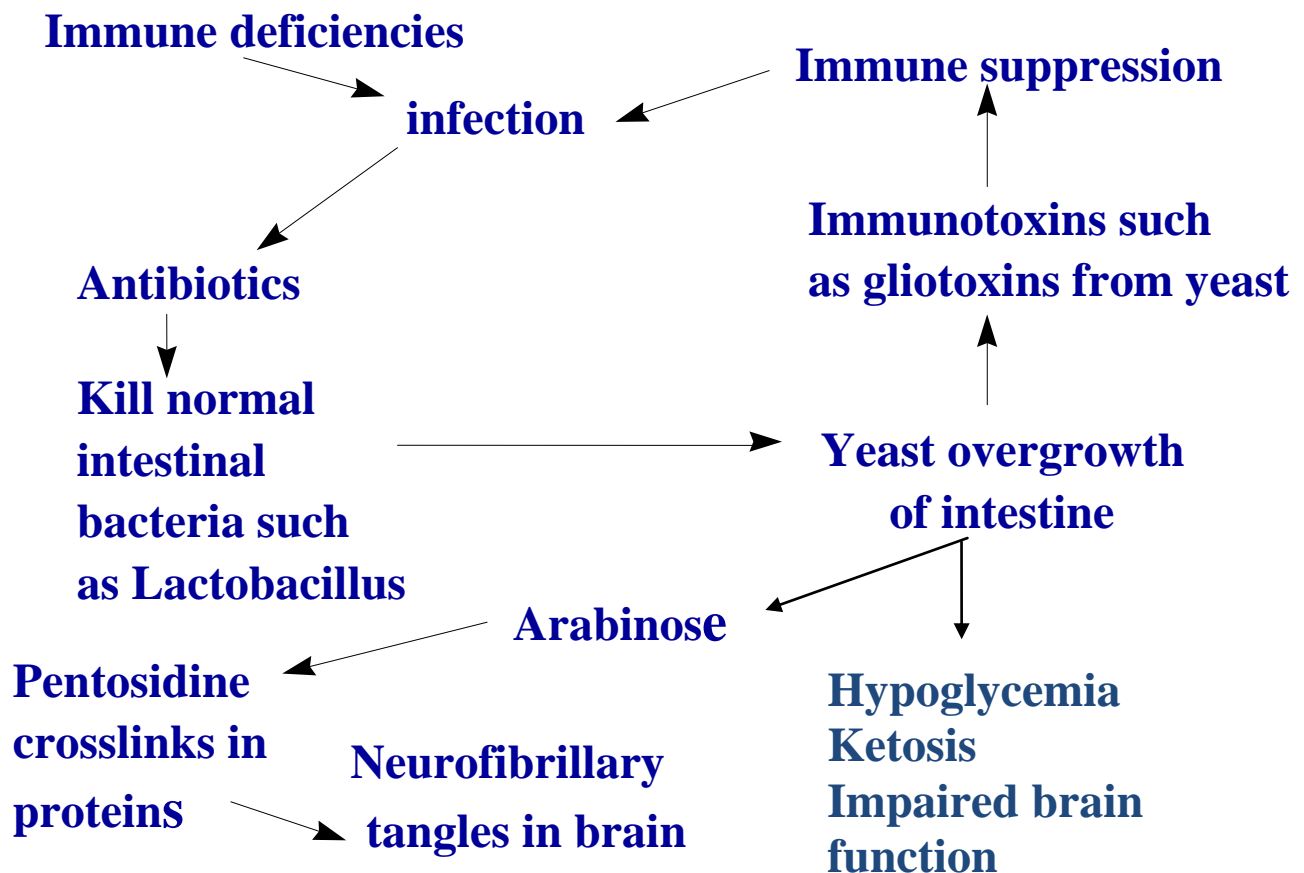 Immune deficiencies
Immune suppression
infection
Immunotoxins such
as gliotoxins from yeast
Antibiotics
Kill normal
intestinal
bacteria such
as Lactobacillus
Yeast overgrowth
of intestine
Arabinose
Pentosidine
crosslinks in
proteins
Neurofibrillary
tangles in brain
Hypoglycemia
Ketosis
Impaired brain
function